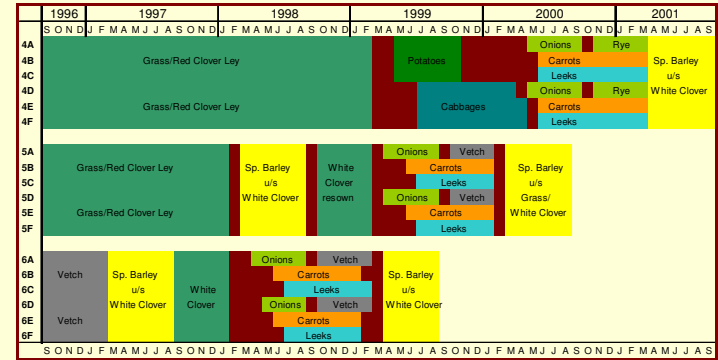 1996 1997 1998 1999 2000 2001
S O N D J F M A M J J A S O N D J F M A M J J A S O N D J F M A M J J A S O N D J F M A M J J A S O N D J F M A M J J A S
4A Onions Rye
4B Grass/Red Clover Ley Potatoes Carrots Sp. Barley
4C Leeks u/s
4D Onions Rye White Clover
4E Grass/Red Clover Ley Cabbages Carrots
4F Leeks
5A Onions Vetch
5B Grass/Red Clover Ley Sp. Barley White Carrots Sp. Barley
5C u/s Clover Leeks u/s
5D White Clover resown Onions Vetch Grass/
5E Grass/Red Clover Ley Carrots White Clover
5F Leeks
6A Onions Vetch
6B Vetch Sp. Barley Carrots Sp. Barley
6C u/s White Leeks u/s
6D White Clover Clover Onions Vetch White Clover
6E Vetch Carrots
6F Leeks
S O N D J F M A M J J A S O N D J F M A M J J A S O N D J F M A M J J A S O N D J F M A M J J A S O N D J F M A M J J A S